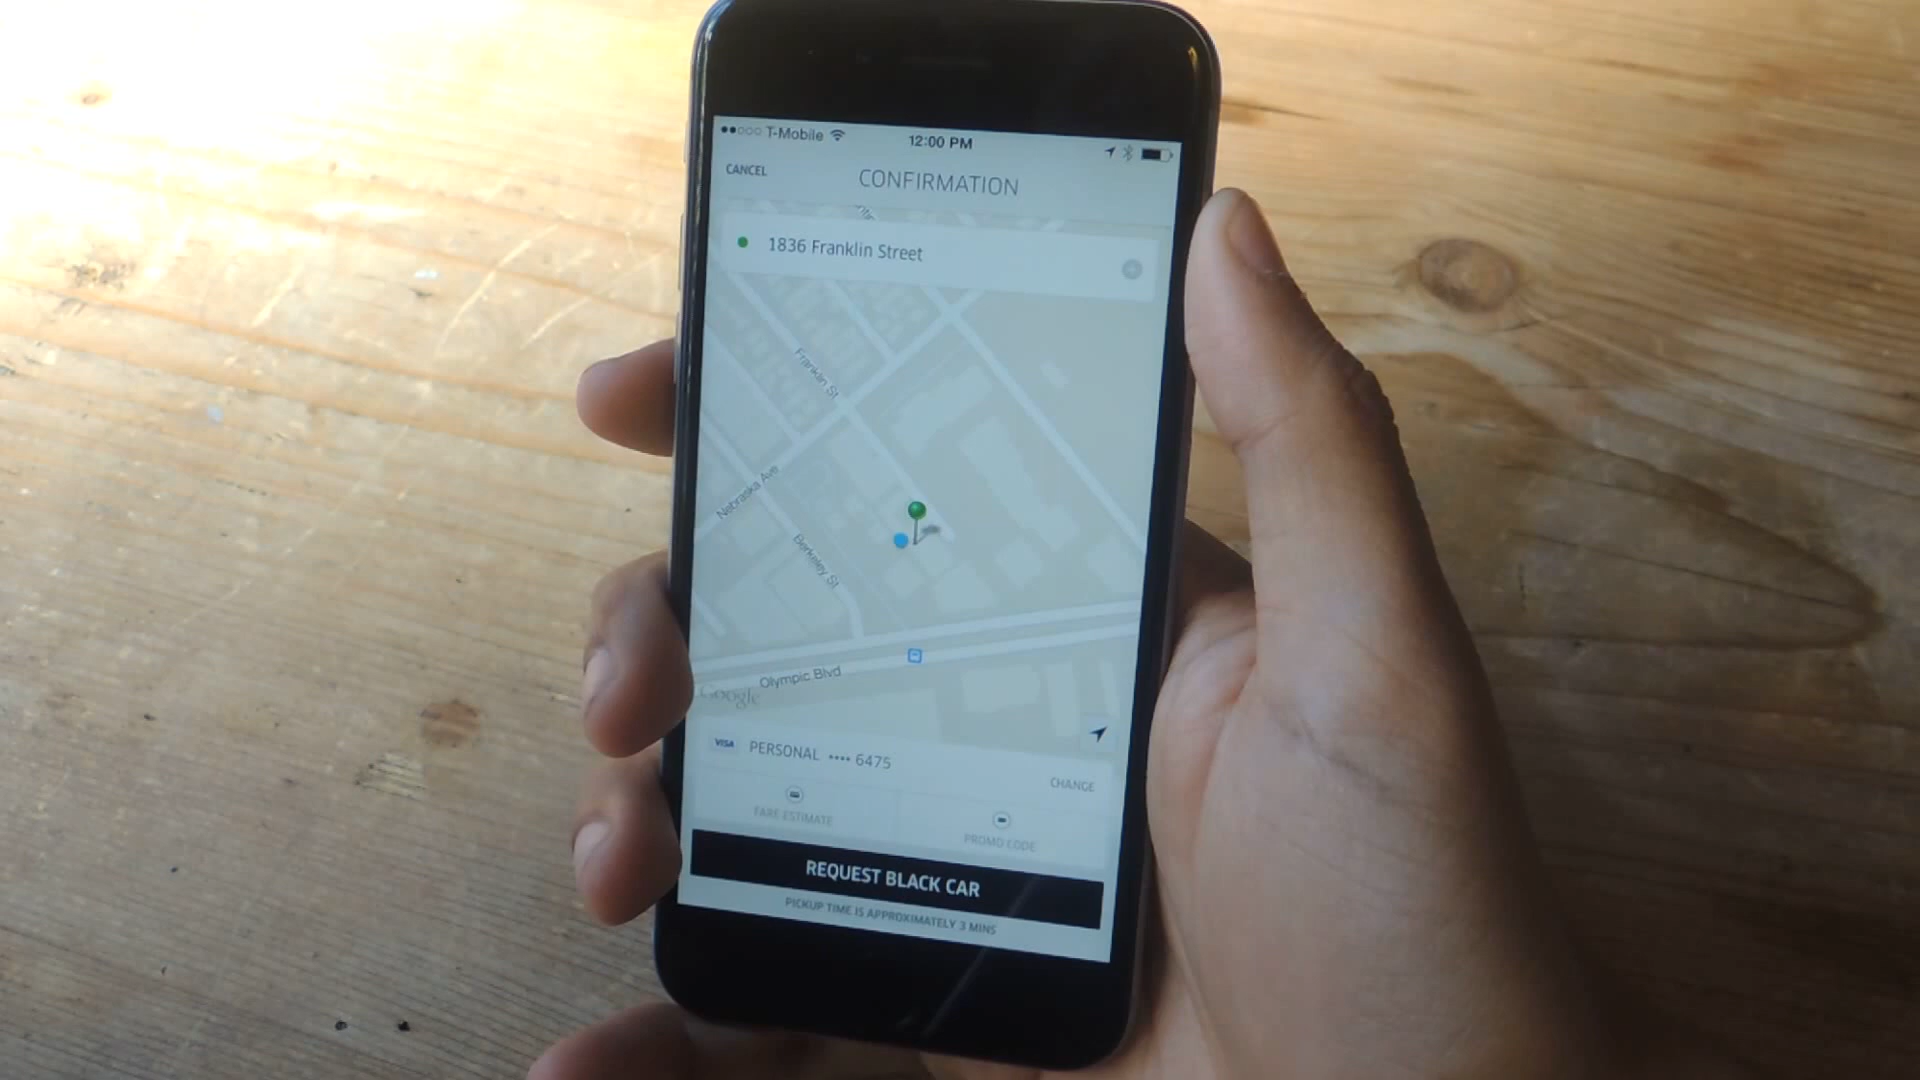 T-Mobile
12:00 PM
CANCEL
CONFIRMATION
1836 Franklin Street
Franklin St
Nebraska Ave
Berkeley St
Olympic Blvd
Google
VISA PERSONAL •••• 6475
CHANGE
FARE ESTIMATE
PROMO CODE
REQUEST BLACK CAR
PICKUP TIME IS APPROXIMATELY 3 MINS